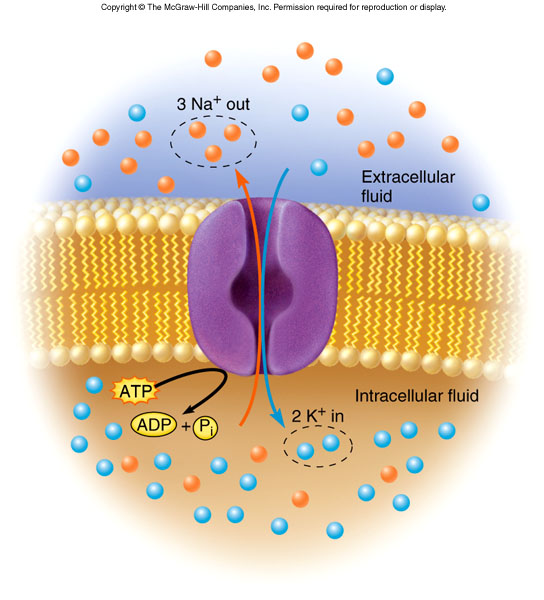 Copyright © The McGraw-Hill Companies, Inc. Permission required for reproduction or display.
3 Na⁺ out
Extracellular
fluid
ATP
Intracellular fluid
2 K⁺ in
ADP + Pᵢ